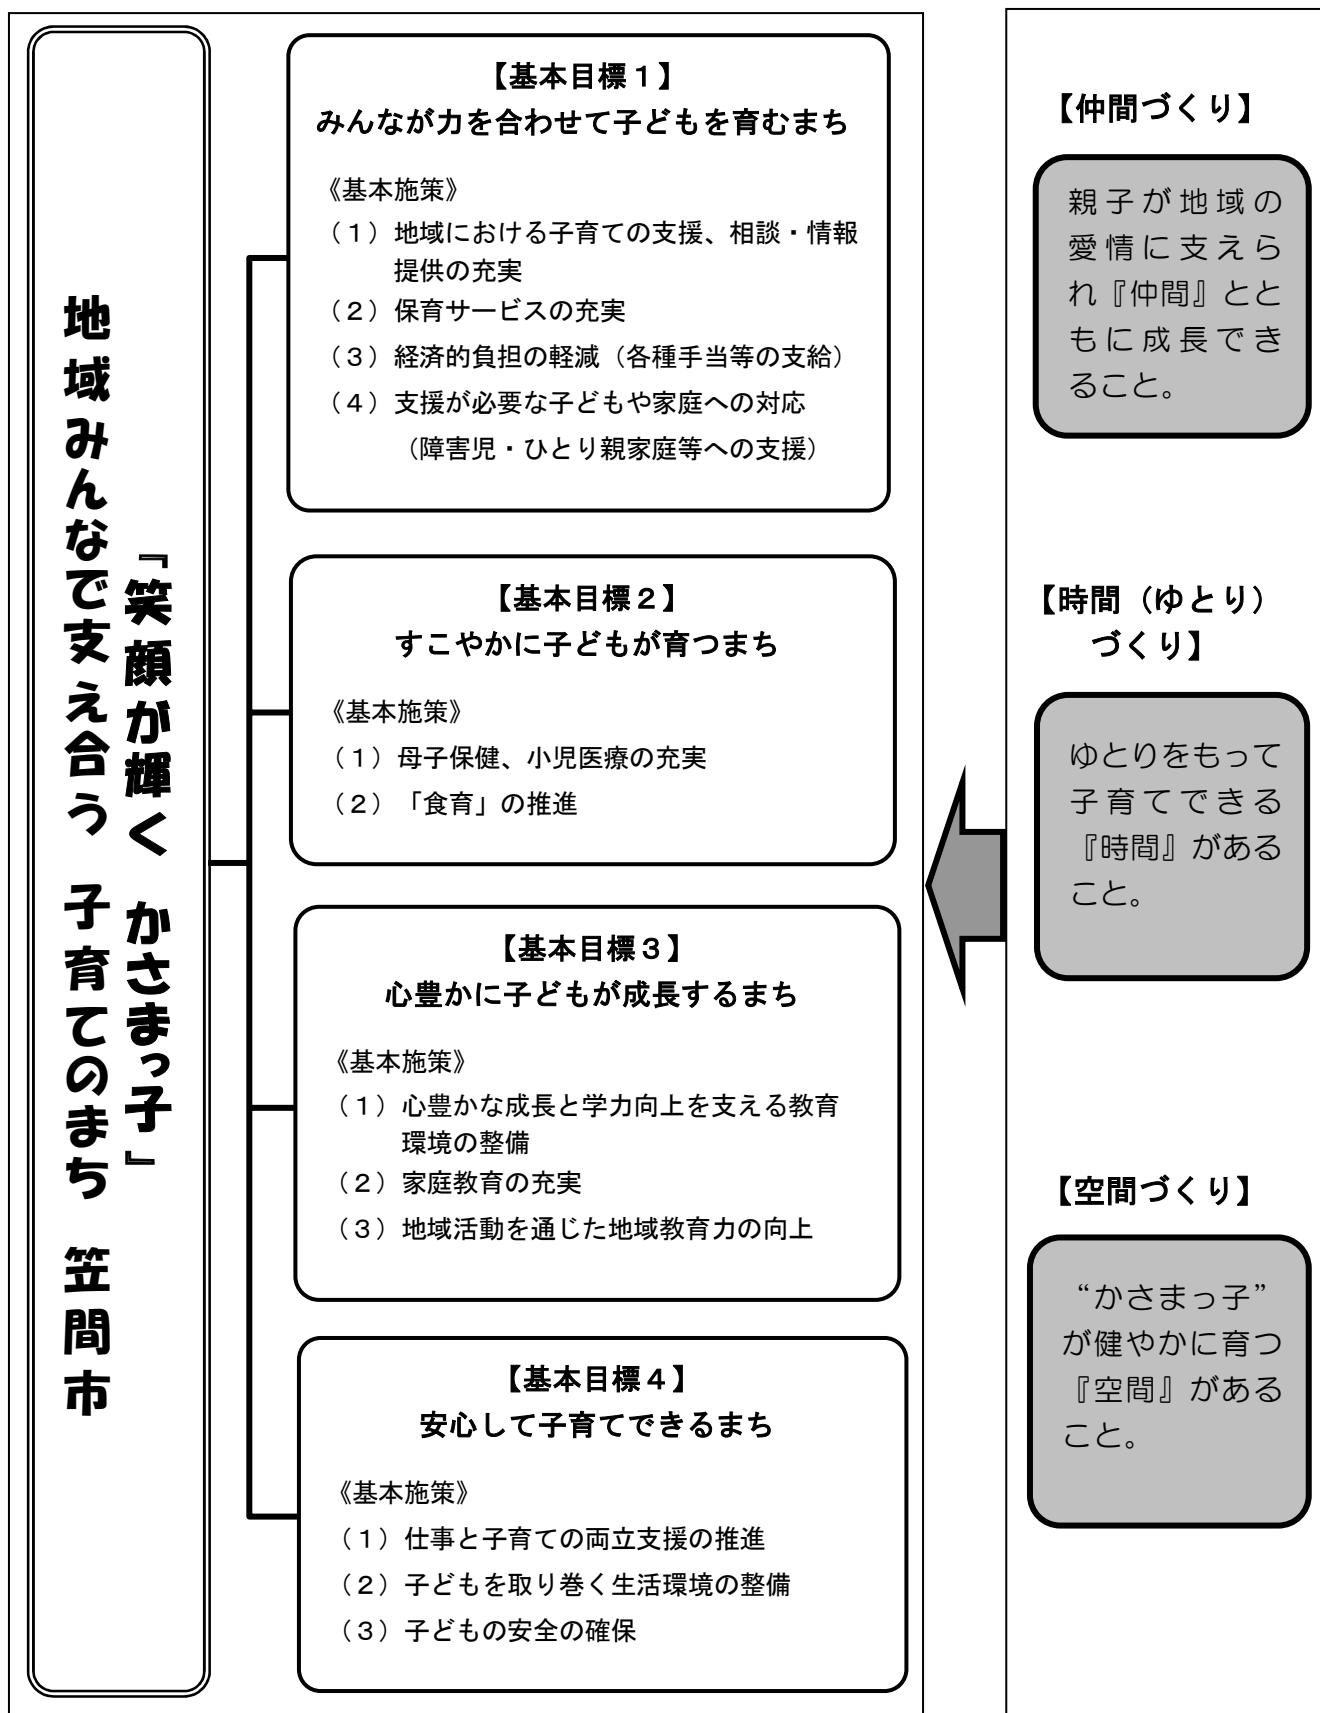 『笑顔が輝く　かさまっ子』
地域みんなで支え合う　子育てのまち　笠間市
【基本目標１】
みんなが力を合わせて子どもを育むまち
《基本施策》
（１）地域における子育ての支援、相談・情報
提供の充実
（２）保育サービスの充実
（３）経済的負担の軽減（各種手当等の支給）
（４）支援が必要な子どもや家庭への対応
（障害児・ひとり親家庭等への支援）
【基本目標２】
すこやかに子どもが育つまち
《基本施策》
（１）母子保健、小児医療の充実
（２）「食育」の推進
【基本目標３】
心豊かに子どもが成長するまち
《基本施策》
（１）心豊かな成長と学力向上を支える教育
環境の整備
（２）家庭教育の充実
（３）地域活動を通じた地域教育力の向上
【基本目標４】
安心して子育てできるまち
《基本施策》
（１）仕事と子育ての両立支援の推進
（２）子どもを取り巻く生活環境の整備
（３）子どもの安全の確保
【仲間づくり】
親子が地域の
愛情に支えら
れ『仲間』とと
もに成長でき
ること。
【時間（ゆとり）
づくり】
ゆとりをもって
子育てできる
『時間』がある
こと。
【空間づくり】
“かさまっ子”
が健やかに育つ
『空間』がある
こと。